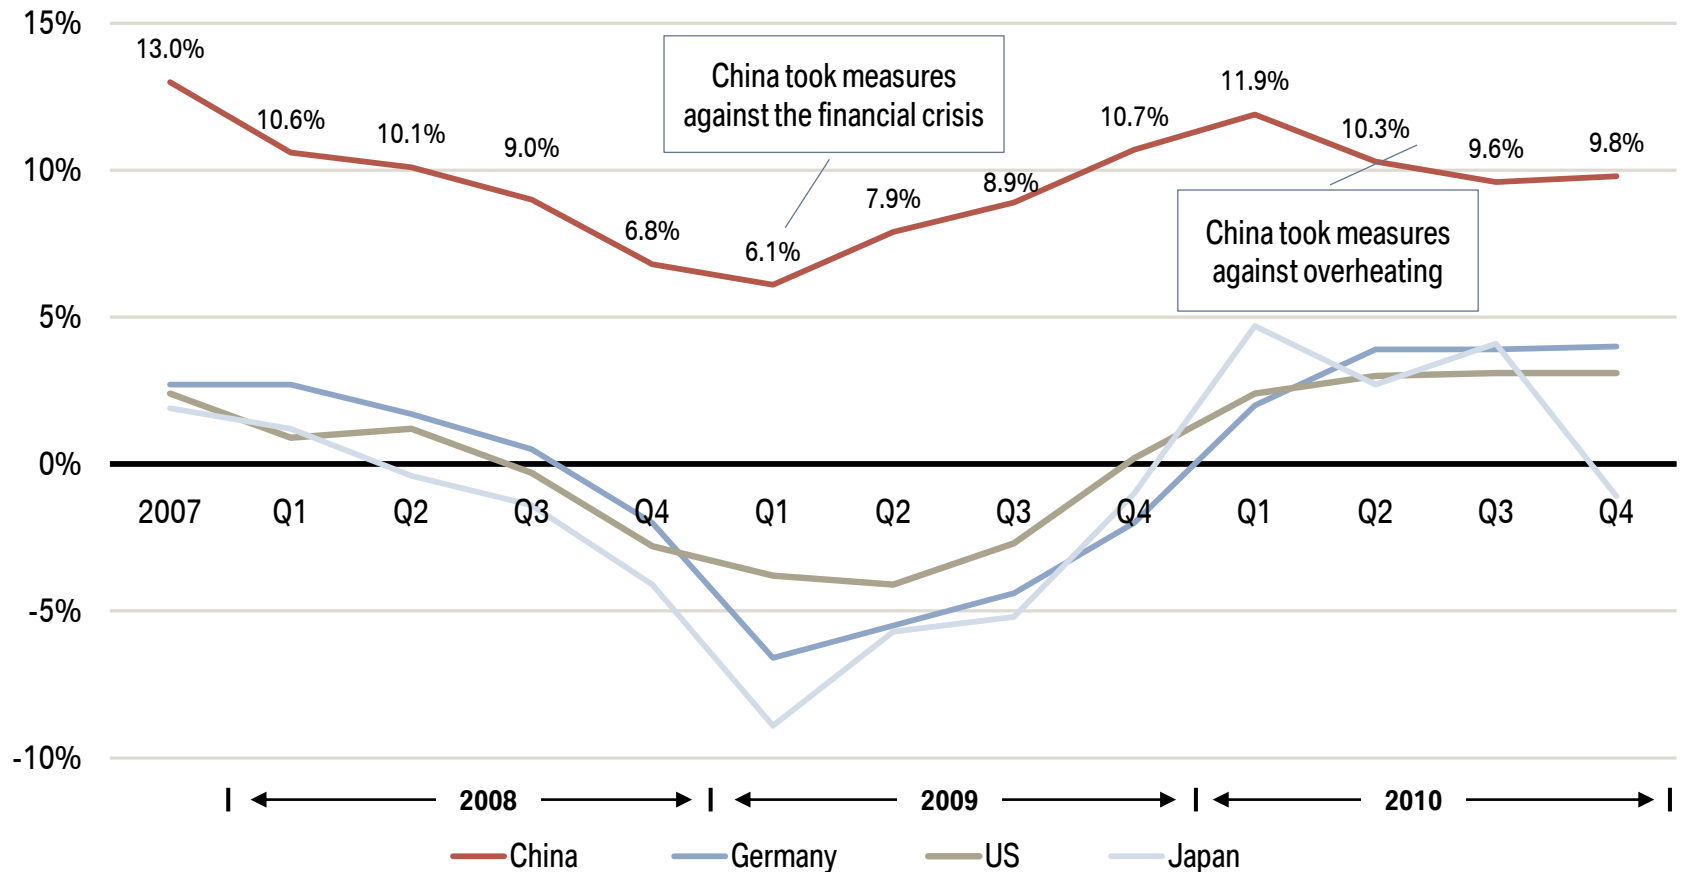 15%
13.0%
10.6%
10.1%
9.0%
6.8%
6.1%
7.9%
8.9%
10.7%
11.9%
10.3%
9.6%
9.8%
China took measures
against the financial crisis
China took measures
against overheating
10%
5%
0%
2007 Q1 Q2 Q3 Q4 Q1 Q2 Q3 Q4 Q1 Q2 Q3 Q4
-5%
-10%
2008 2009 2010
China Germany US Japan